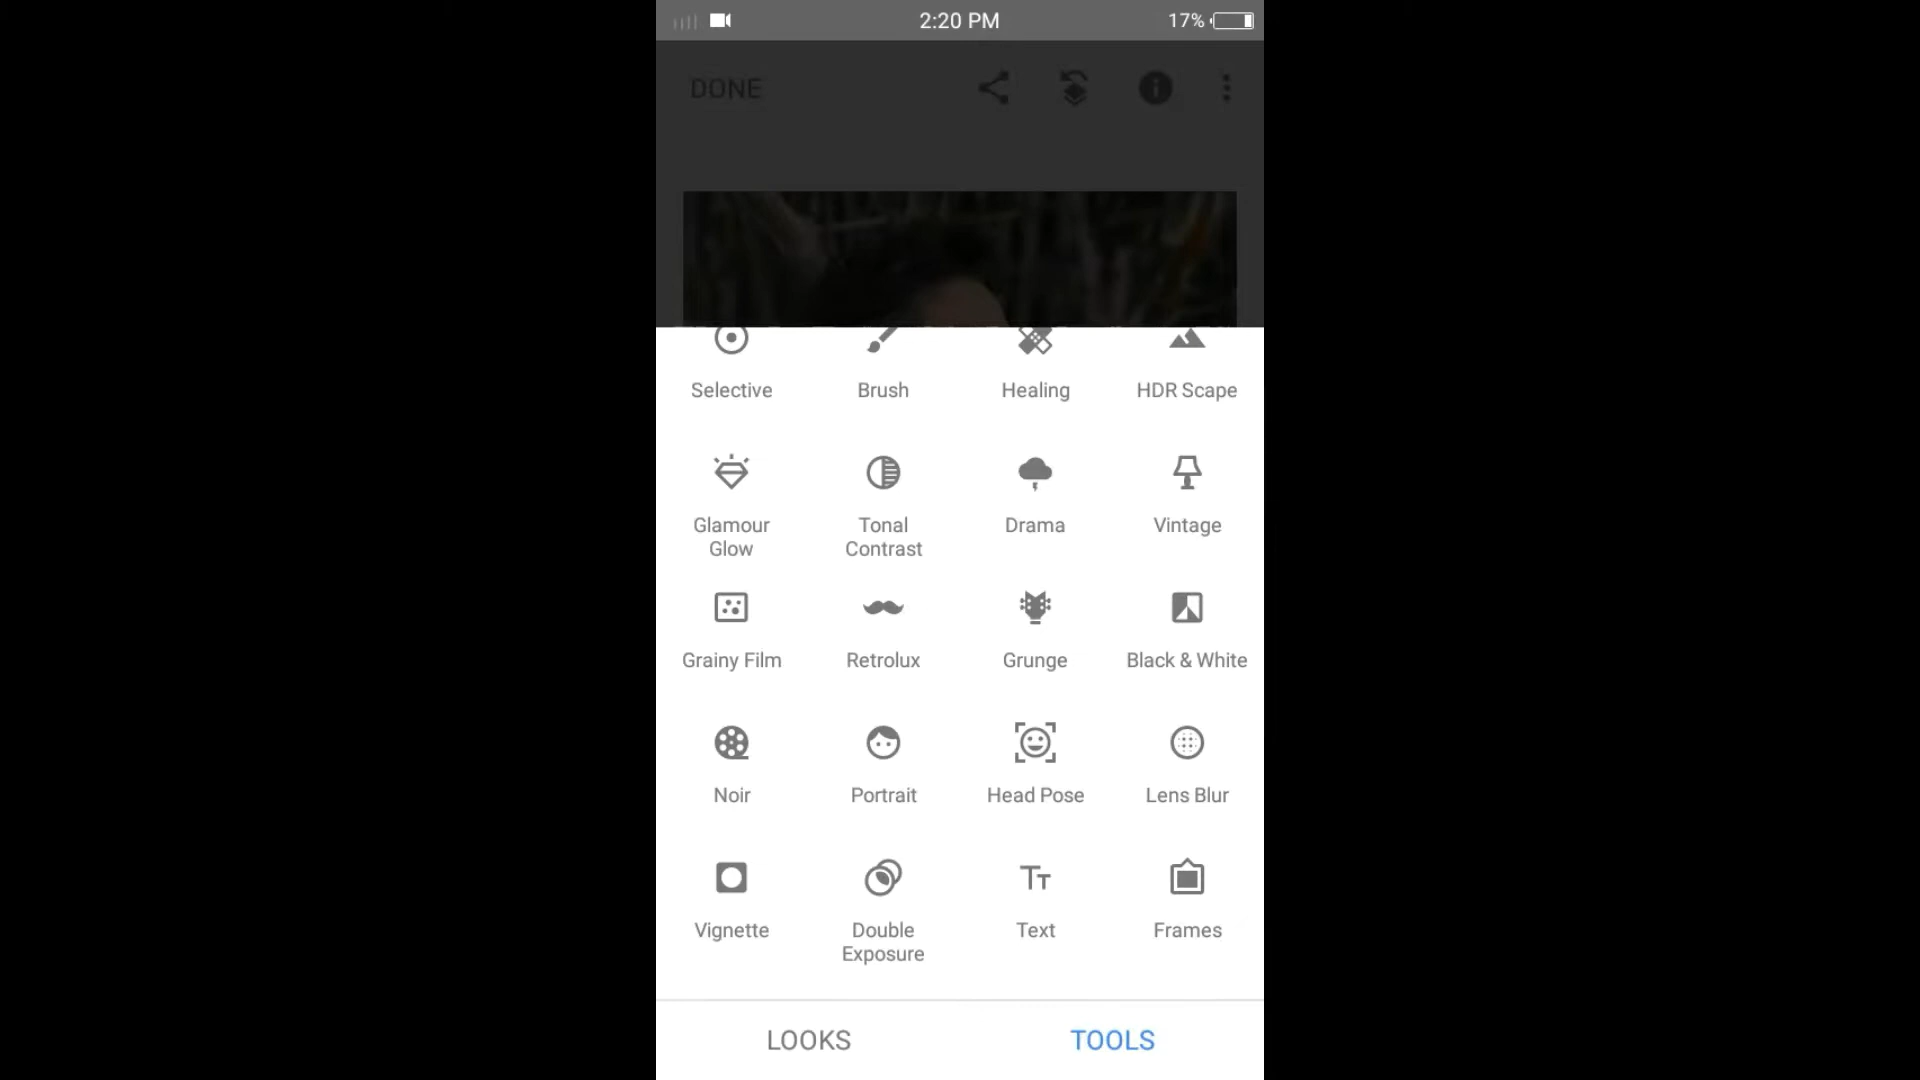 2:20 PM
17%
DONE
Selective
Brush
Healing
HDR Scape
Glamour
Glow
Tonal
Contrast
Drama
Vintage
Grainy Film
Retrolux
Grunge
Black & White
Noir
Portrait
Head Pose
Lens Blur
Vignette
Double
Exposure
Text
Frames
LOOKS
TOOLS